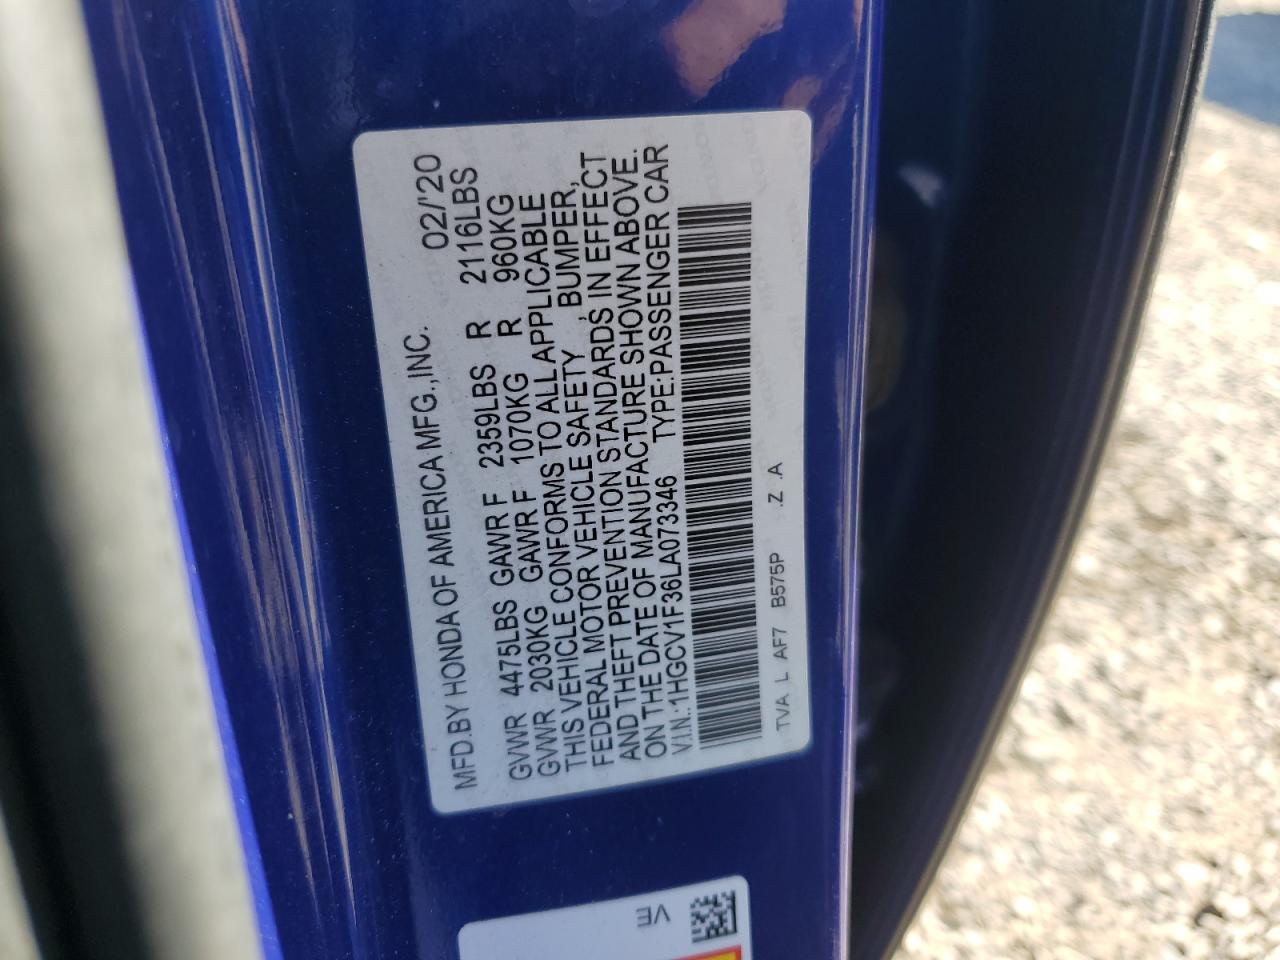 MFD.BY HONDA OF AMERICA MFG.,INC. 02/'20
GVWR 4475LBS GAWR F 2359LBS R 2116LBS
GVWR 2030KG GAWR F 1070KG R 960KG
THIS VEHICLE CONFORMS TO ALL APPLICABLE
FEDERAL MOTOR VEHICLE SAFETY , BUMPER,
AND THEFT PREVENTION STANDARDS IN EFFECT
ON THE DATE OF MANUFACTURE SHOWN ABOVE.
V.I.N.:1HGCV1F36LA073346 TYPE:PASSENGER CAR
TVA L AF7 B575P .Z .A